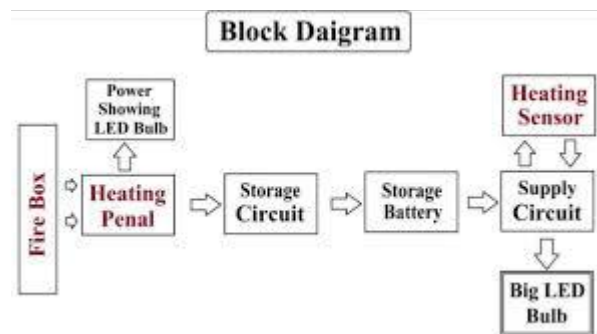 Block Daigram
Power
Showing
LED Bulb
Heating
Sensor
Fire Box
Heating
Penal
Storage
Circuit
Storage
Battery
Supply
Circuit
Big LED
Bulb